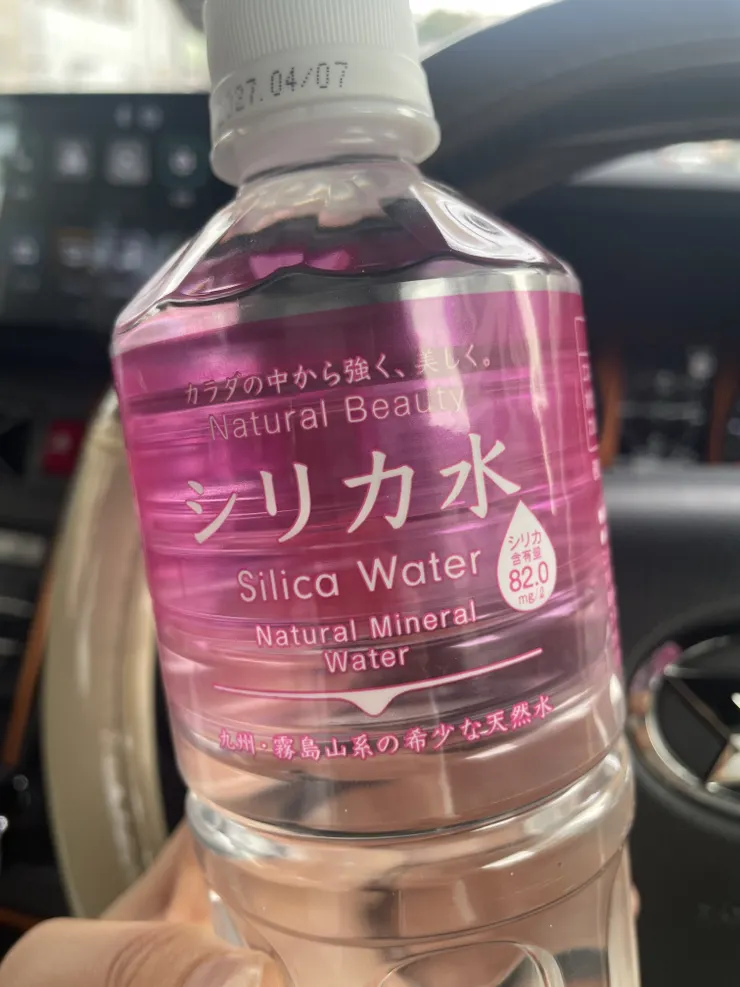 27.04/07
カラダの中から強く、美しく。
Natural Beauty
シリカ水
Silica Water
シリカ
含有量
82.0
mg/ℓ
Natural Mineral
Water
九州・霧島山系の希少な天然水